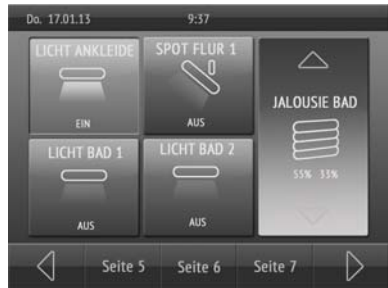 Do. 17.01.13 9:37
LICHT ANKLEIDE
EIN
SPOT FLUR 1
AUS
JALOUSIE BAD
55% 33%
LICHT BAD 1
AUS
LICHT BAD 2
AUS
Seite 5 Seite 6 Seite 7